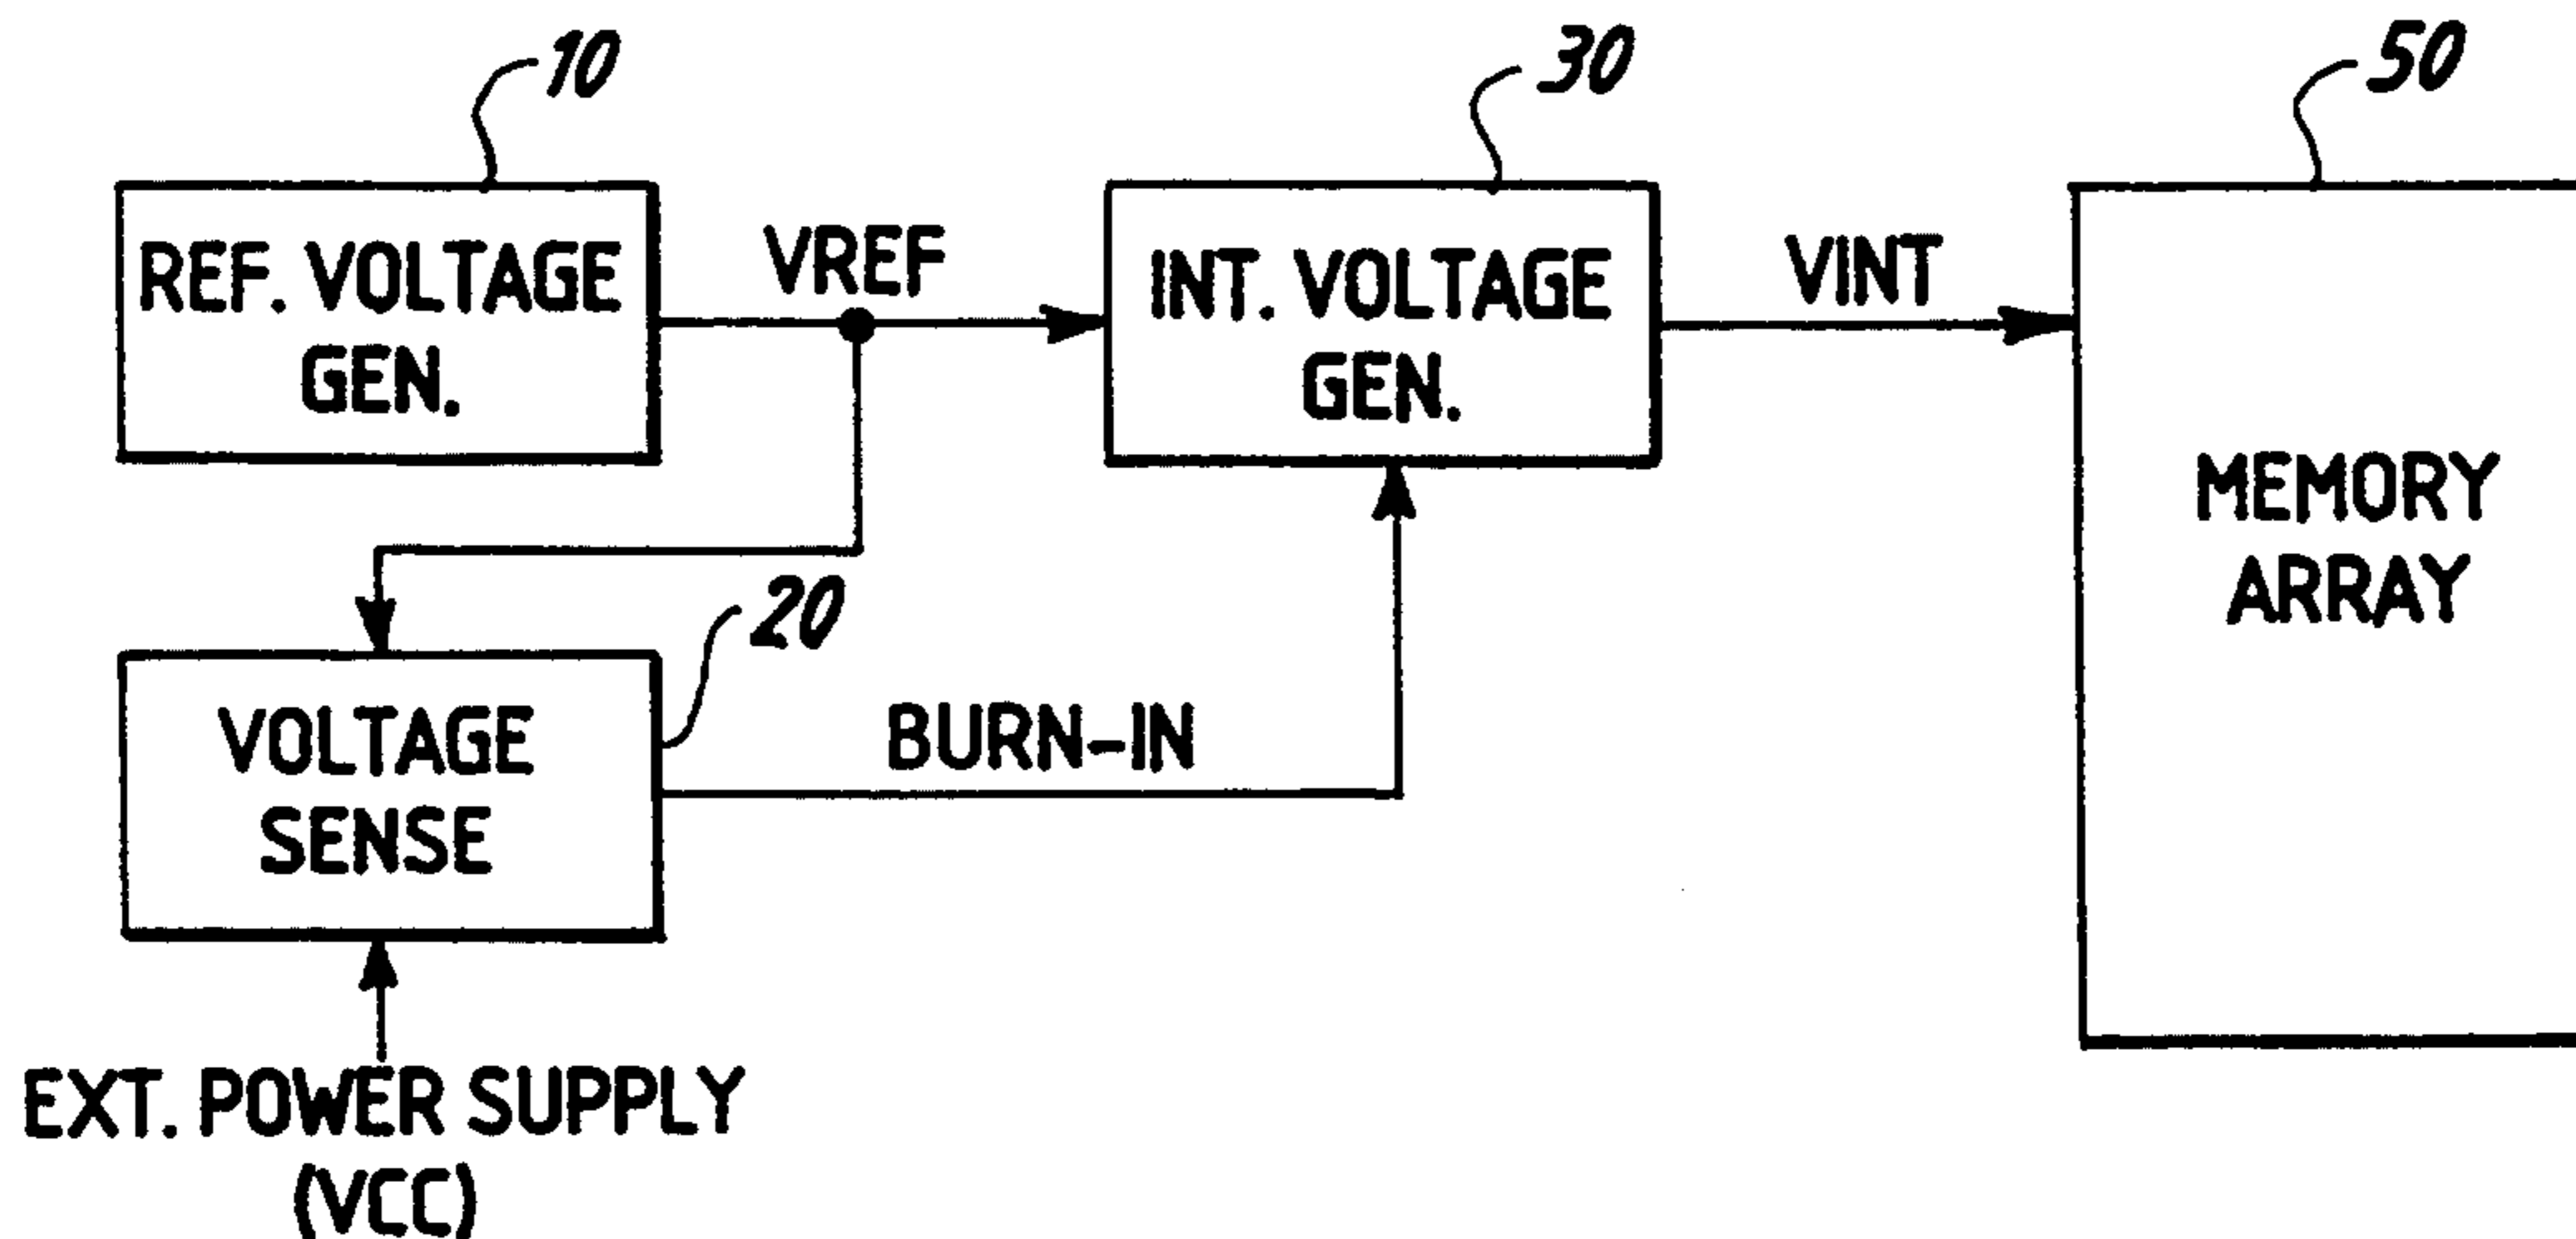 10
30
50
REF. VOLTAGE
GEN.
VREF
INT. VOLTAGE
GEN.
VINT
MEMORY
ARRAY
20
VOLTAGE
SENSE
BURN-IN
EXT. POWER SUPPLY
(VCC)